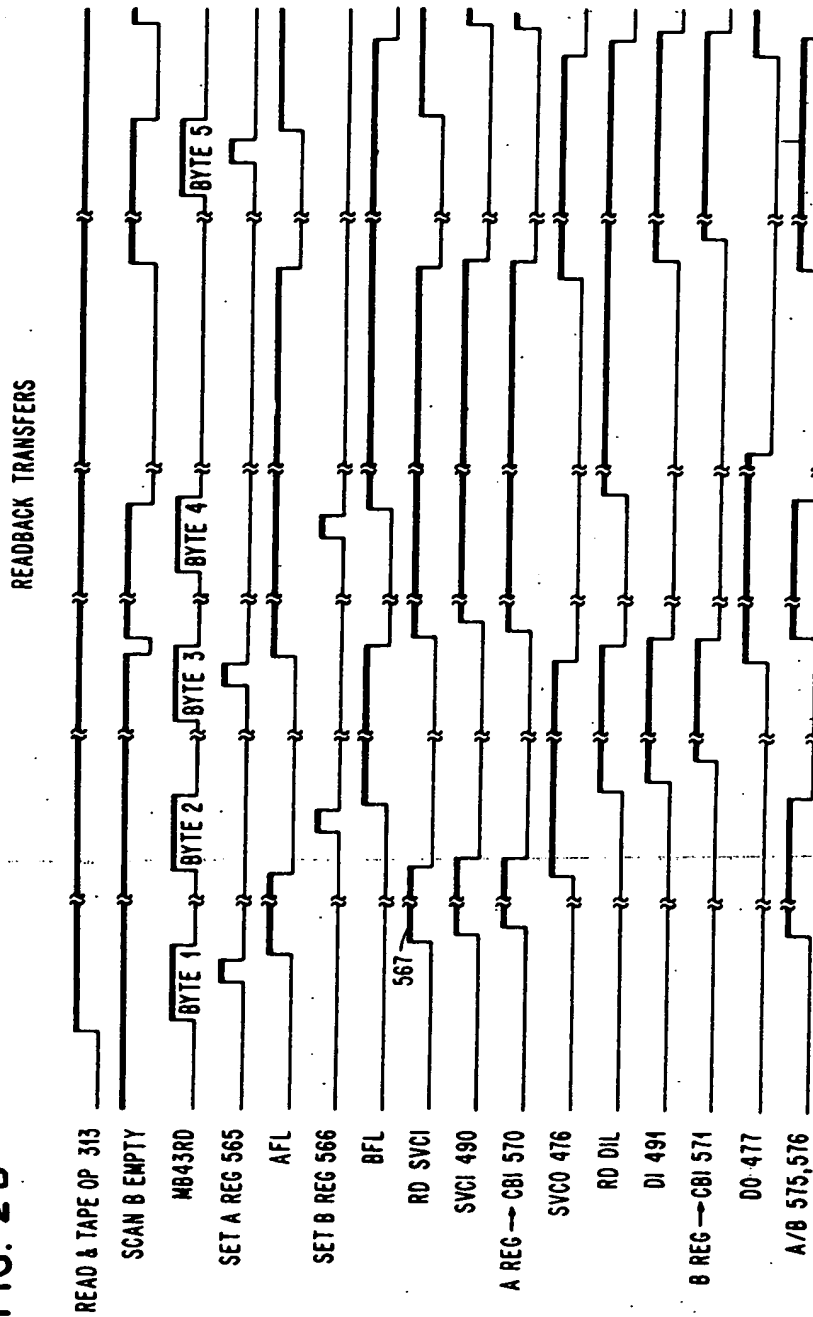 READBACK TRANSFERS
READ & TAPE OP 313
SCAN B EMPTY
MB43RD
BYTE 1
BYTE 2
BYTE 3
BYTE 4
BYTE 5
SET A REG 565
AFL
SET B REG 566
BFL
RD SVCI
567
SVCI 490
A REG → CBI 570
SVCO 476
RD DIL
DI 491
B REG → CBI 571
DO 477
A/B 575,576